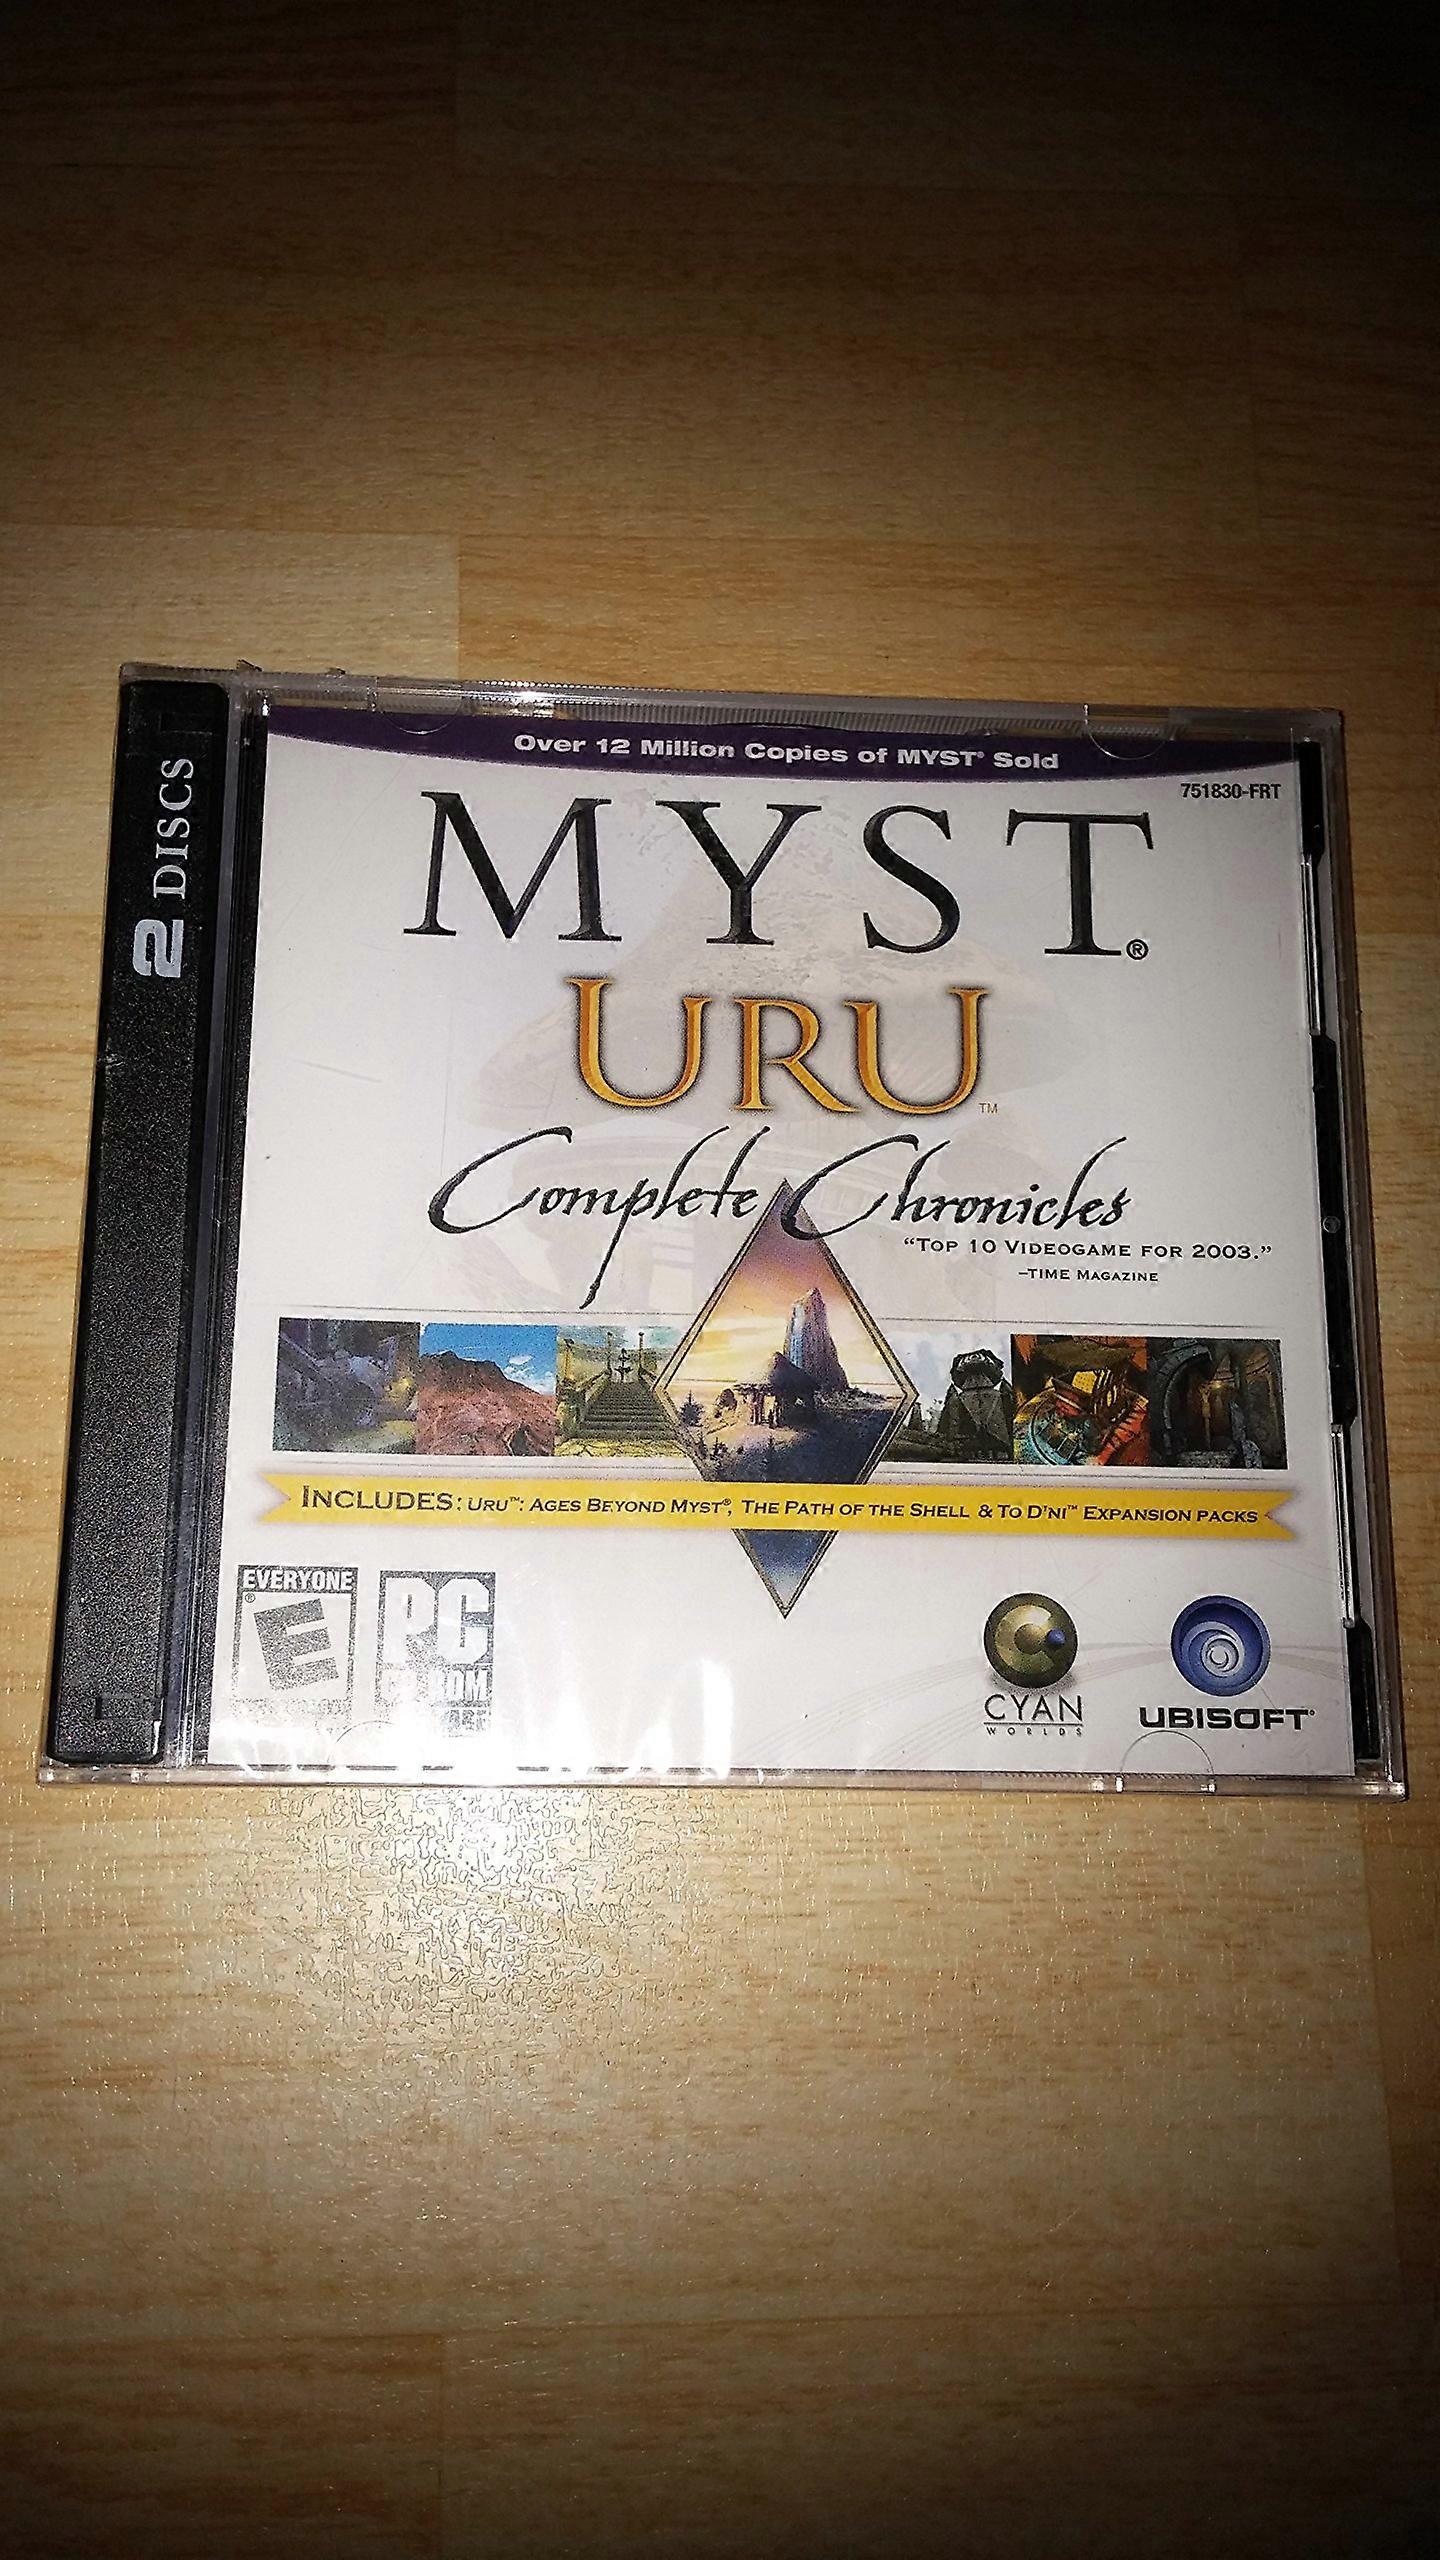 2 DISCS
Over 12 Million Copies of MYST® Sold
751830-FRT
MYST®
URU™
Complete Chronicles
“TOP 10 VIDEOGAME FOR 2003.”
–TIME MAGAZINE
INCLUDES: URU™: AGES BEYOND MYST®, THE PATH OF THE SHELL & TO D'NI™ EXPANSION PACKS
EVERYONE
E
®
PC
CD-ROM
CYAN
WORLDS
UBISOFT®